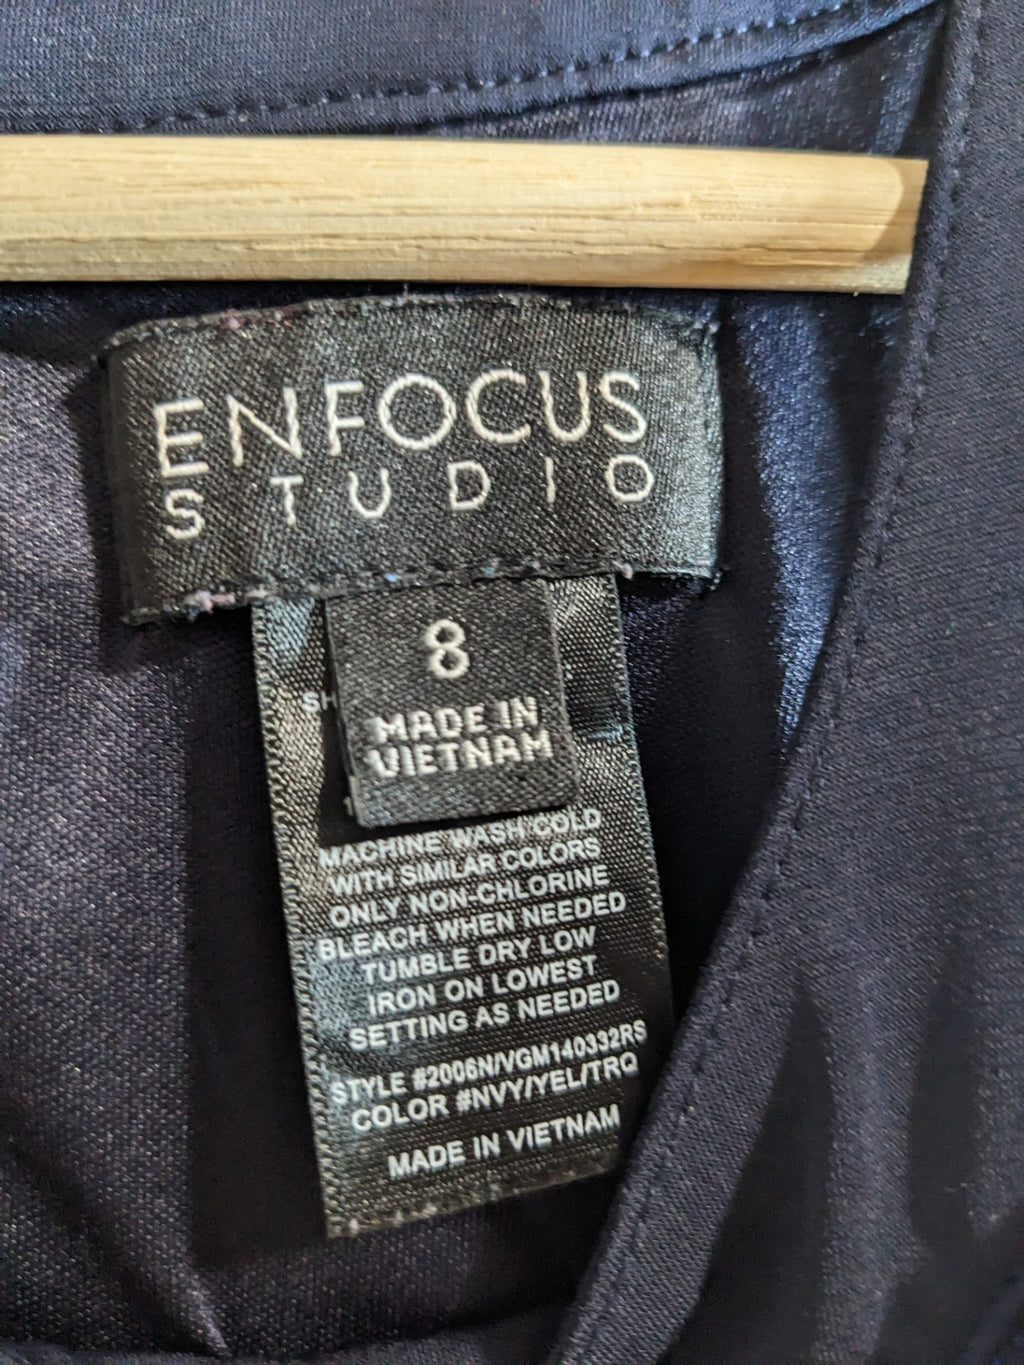 ENFOCUS
STUDIO
8
MADE IN
VIETNAM
SH
MACHINE WASH COLD
WITH SIMILAR COLORS
ONLY NON-CHLORINE
BLEACH WHEN NEEDED
TUMBLE DRY LOW
IRON ON LOWEST
SETTING AS NEEDED
STYLE #2006N/VGM140332RS
COLOR #NVY/YEL/TRQ
MADE IN VIETNAM